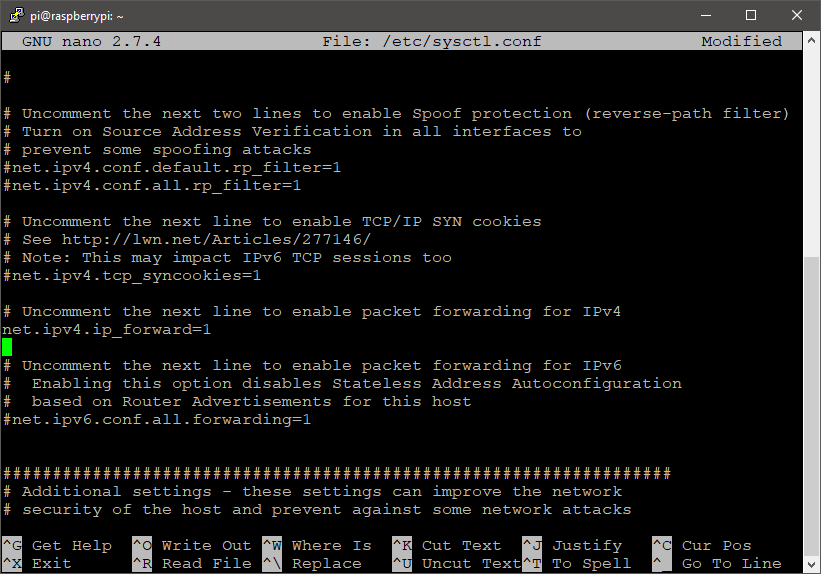 pi@raspberrypi: ~
GNU nano 2.7.4 File: /etc/sysctl.conf Modified
#
# Uncomment the next two lines to enable Spoof protection (reverse-path filter)
# Turn on Source Address Verification in all interfaces to
# prevent some spoofing attacks
#net.ipv4.conf.default.rp_filter=1
#net.ipv4.conf.all.rp_filter=1
# Uncomment the next line to enable TCP/IP SYN cookies
# See http://lwn.net/Articles/277146/
# Note: This may impact IPv6 TCP sessions too
#net.ipv4.tcp_syncookies=1
# Uncomment the next line to enable packet forwarding for IPv4
net.ipv4.ip_forward=1
# Uncomment the next line to enable packet forwarding for IPv6
#  Enabling this option disables Stateless Address Autoconfiguration
#  based on Router Advertisements for this host
#net.ipv6.conf.all.forwarding=1
###################################################################
# Additional settings - these settings can improve the network
# security of the host and prevent against some network attacks
^G Get Help ^O Write Out ^W Where Is ^K Cut Text ^J Justify ^C Cur Pos
^X Exit ^R Read File ^\ Replace ^U Uncut Text ^T To Spell ^_ Go To Line